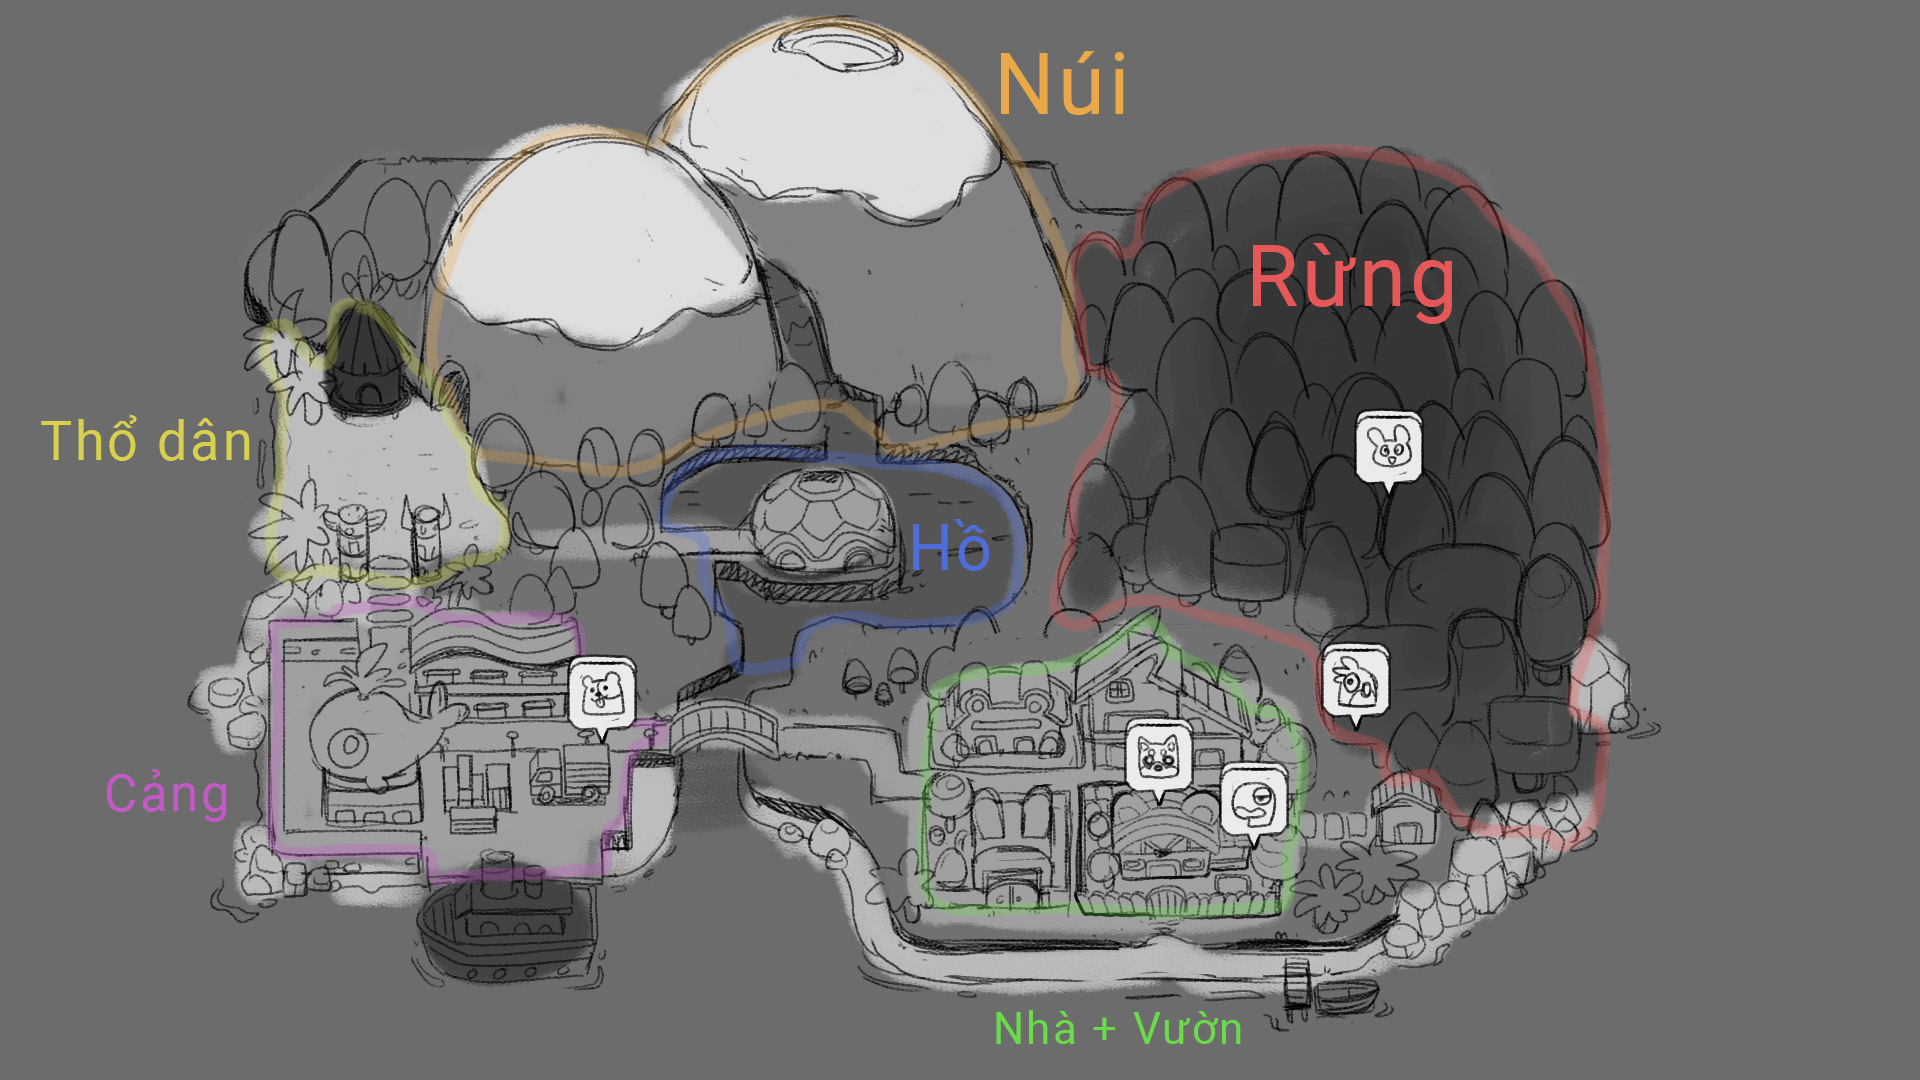 Núi
Rừng
Thổ dân
Hồ
Cảng
Nhà + Vườn